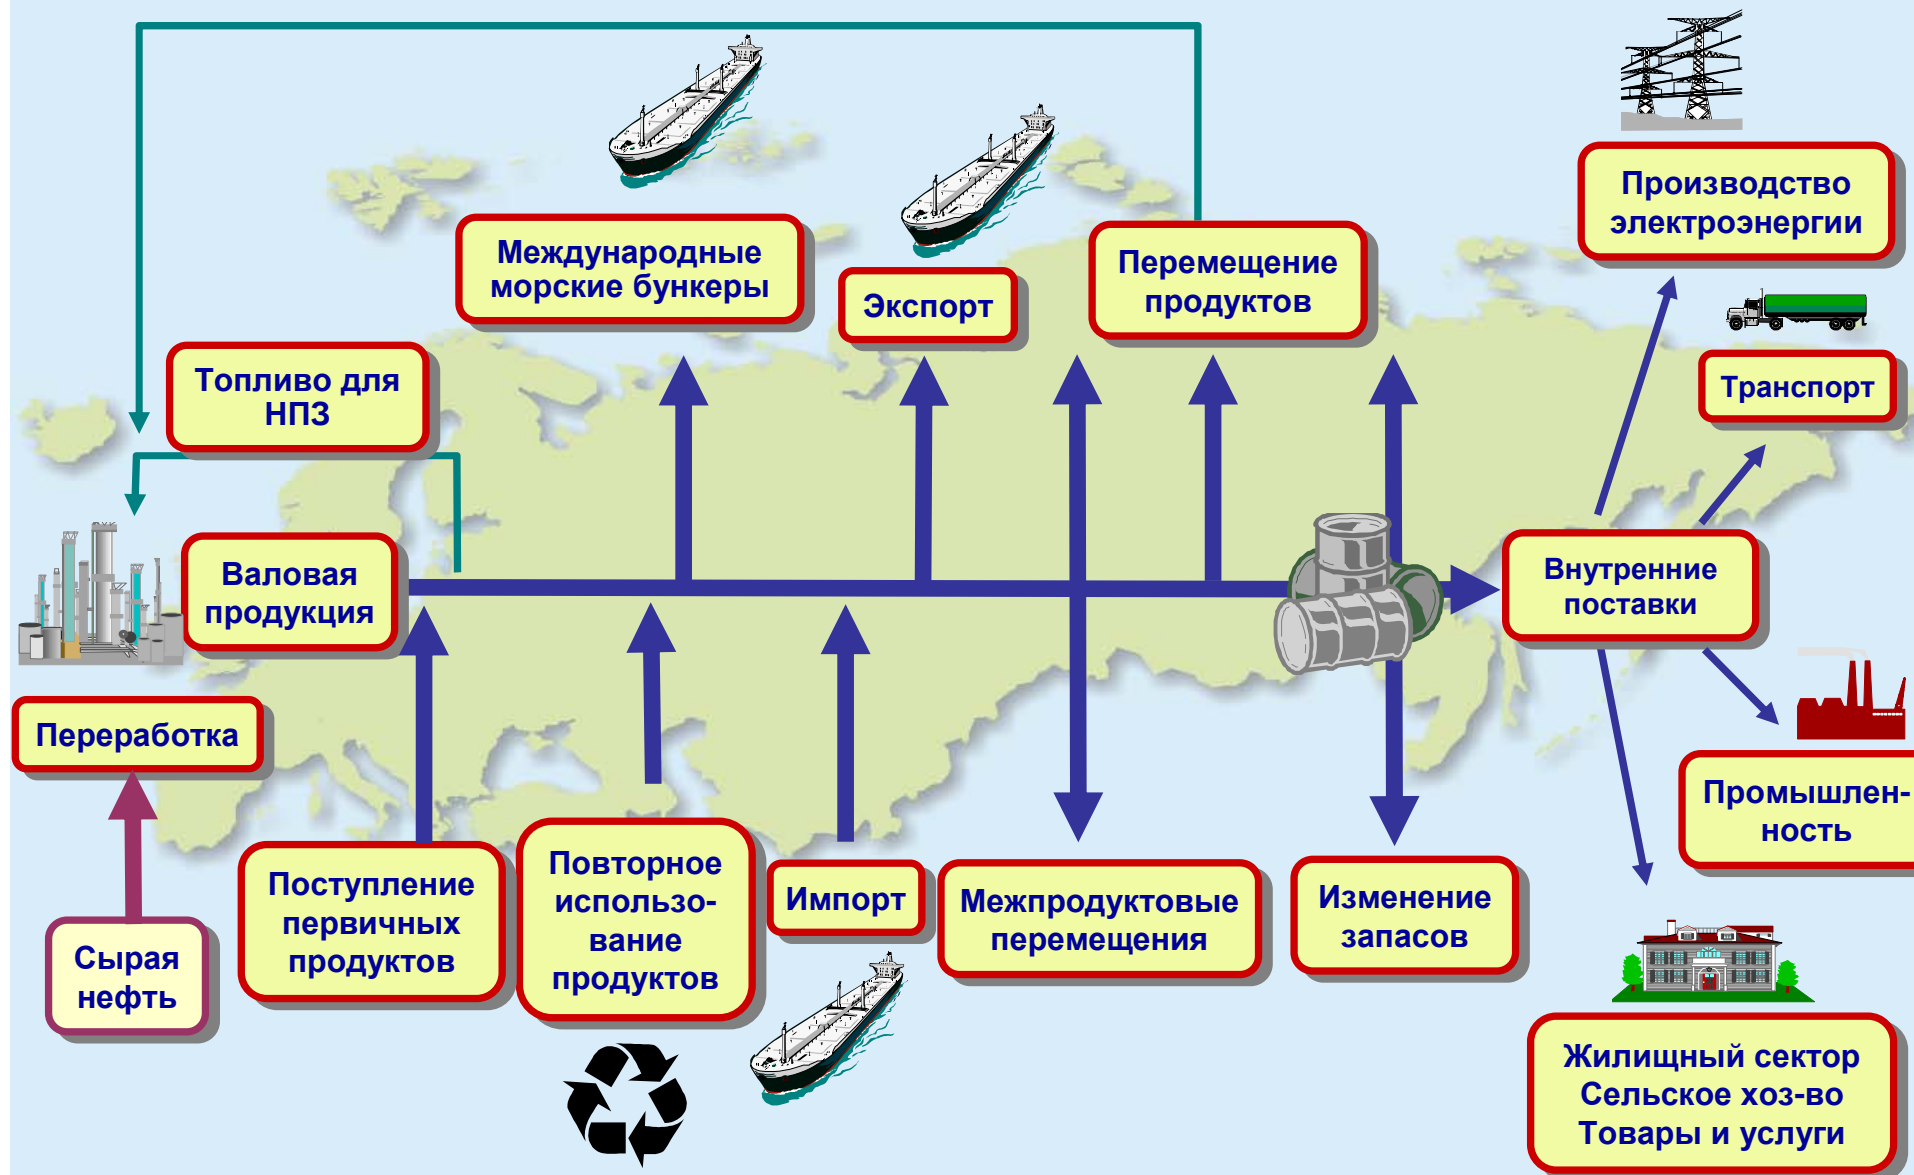 Производство
электроэнергии
Международные
морские бункеры
Экспорт
Перемещение
продуктов
Топливо для
НПЗ
Транспорт
Валовая
продукция
Внутренние
поставки
Переработка
Промышлен-
ность
Сырая
нефть
Поступление
первичных
продуктов
Повторное
использо-
вание
продуктов
Импорт
Межпродуктовые
перемещения
Изменение
запасов
Жилищный сектор
Сельское хоз-во
Товары и услуги